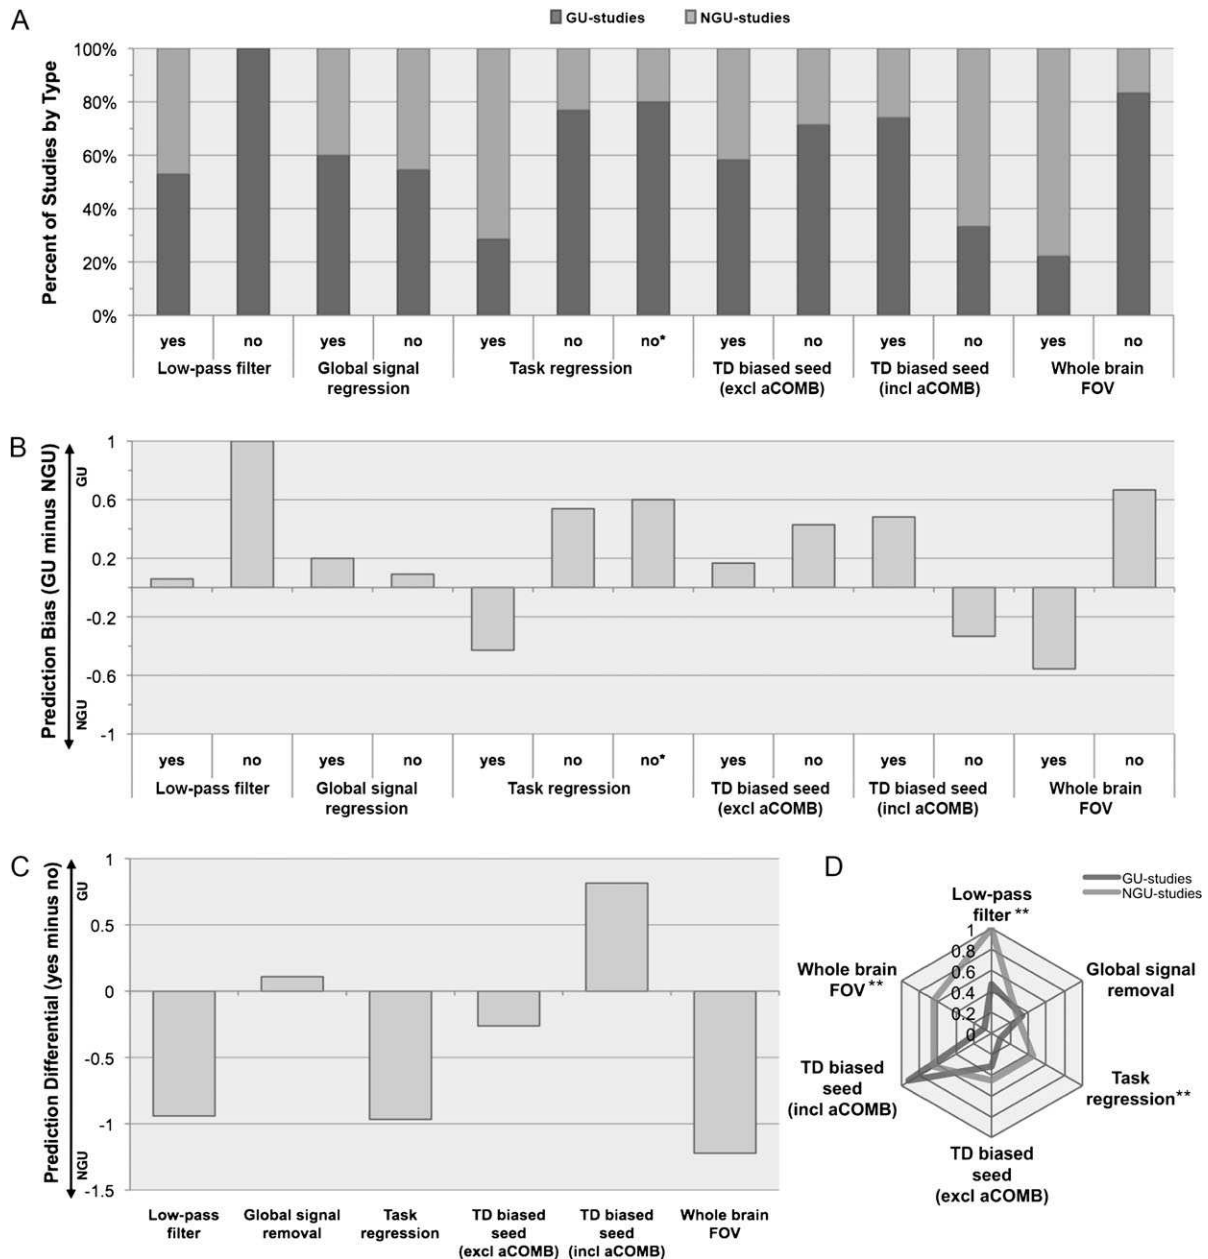 A
GU-studies NGU-studies
Percent of Studies by Type
100%
80%
60%
40%
20%
0%
yes no yes no yes no no* yes no yes no yes no
Low-pass filter Global signal Task regression TD biased seed TD biased seed Whole brain
regression (excl aCOMB) (incl aCOMB) FOV
B
Prediction Bias (GU minus NGU)
GU
NGU
1
0.6
0.2
-0.2
-0.6
-1
yes no yes no yes no no* yes no yes no yes no
Low-pass filter Global signal Task regression TD biased seed TD biased seed Whole brain
regression (excl aCOMB) (incl aCOMB) FOV
C
Prediction Differential (yes minus no)
GU
NGU
1
0.5
0
-0.5
-1
-1.5
Low-pass Global signal Task TD biased TD biased Whole brain
filter removal regression seed seed FOV
(excl aCOMB) (incl aCOMB)
D
GU-studies
NGU-studies
Low-pass
filter **
1
0.8
0.6
0.4
0.2
0
Global signal
removal
Task
regression**
TD biased
seed
(excl aCOMB)
TD biased
seed
(incl aCOMB)
Whole brain
FOV **